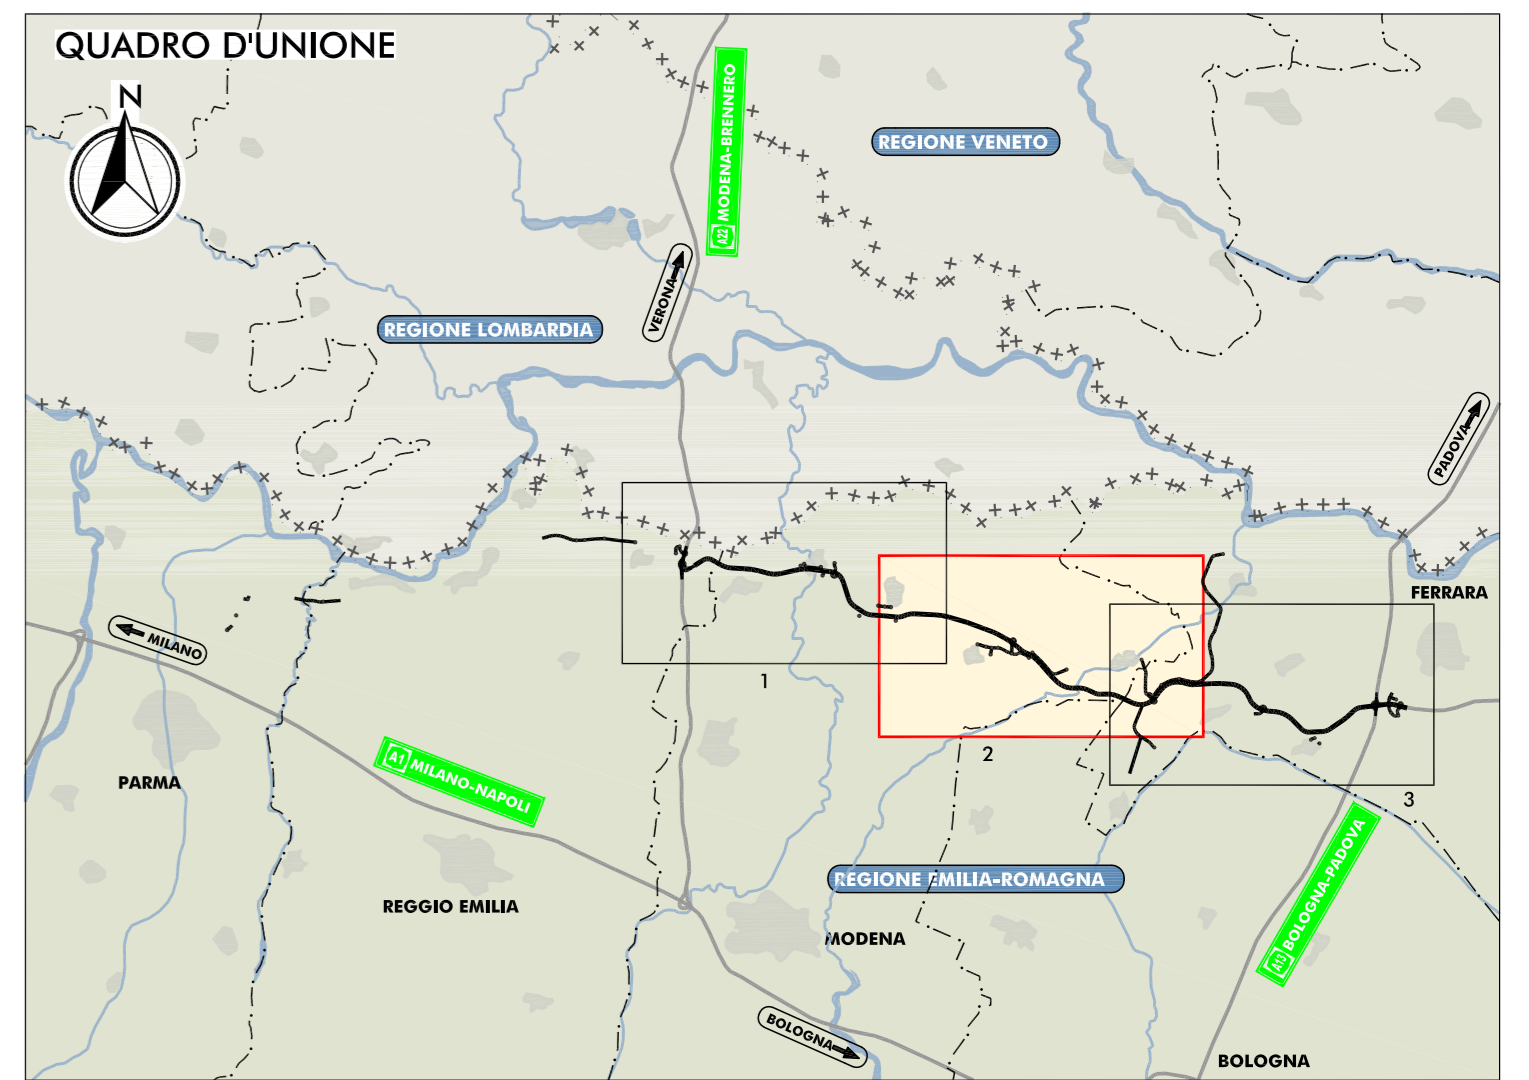 QUADRO D'UNIONE
N
A22 MODENA-BRENNERO
REGIONE VENETO
VERONA
REGIONE LOMBARDIA
PADOVA
FERRARA
MILANO
1
2
3
PARMA
A1 MILANO-NAPOLI
REGIONE EMILIA-ROMAGNA
REGGIO EMILIA
MODENA
A13 BOLOGNA-PADOVA
BOLOGNA
BOLOGNA